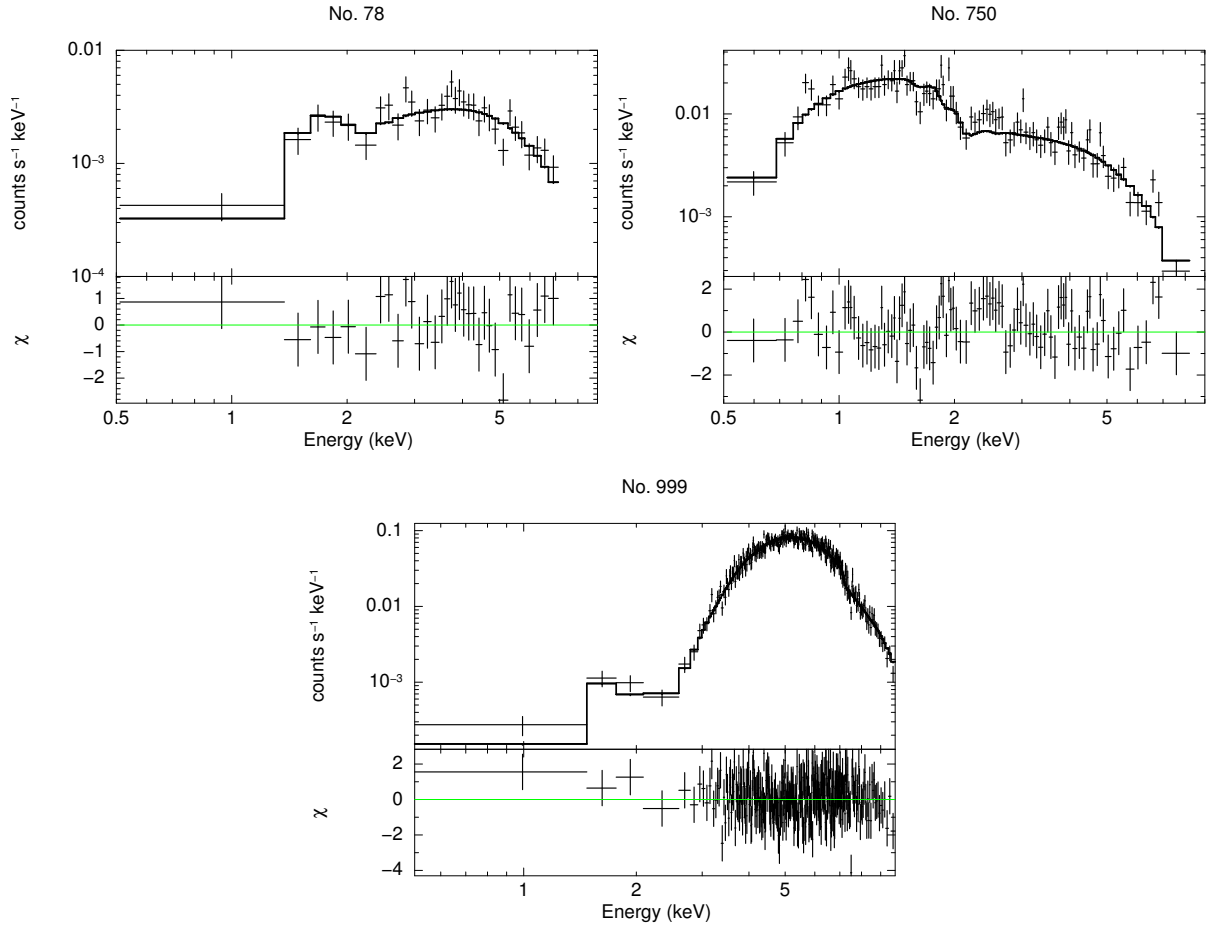 No. 78
0.01
10⁻³
10⁻⁴
counts s⁻¹ keV⁻¹
1
0
−1
−2
χ
0.5 1 2 5
Energy (keV)
No. 750
0.01
10⁻³
counts s⁻¹ keV⁻¹
2
0
−2
χ
0.5 1 2 5
Energy (keV)
No. 999
0.1
0.01
10⁻³
counts s⁻¹ keV⁻¹
2
0
−2
−4
χ
1 2 5
Energy (keV)